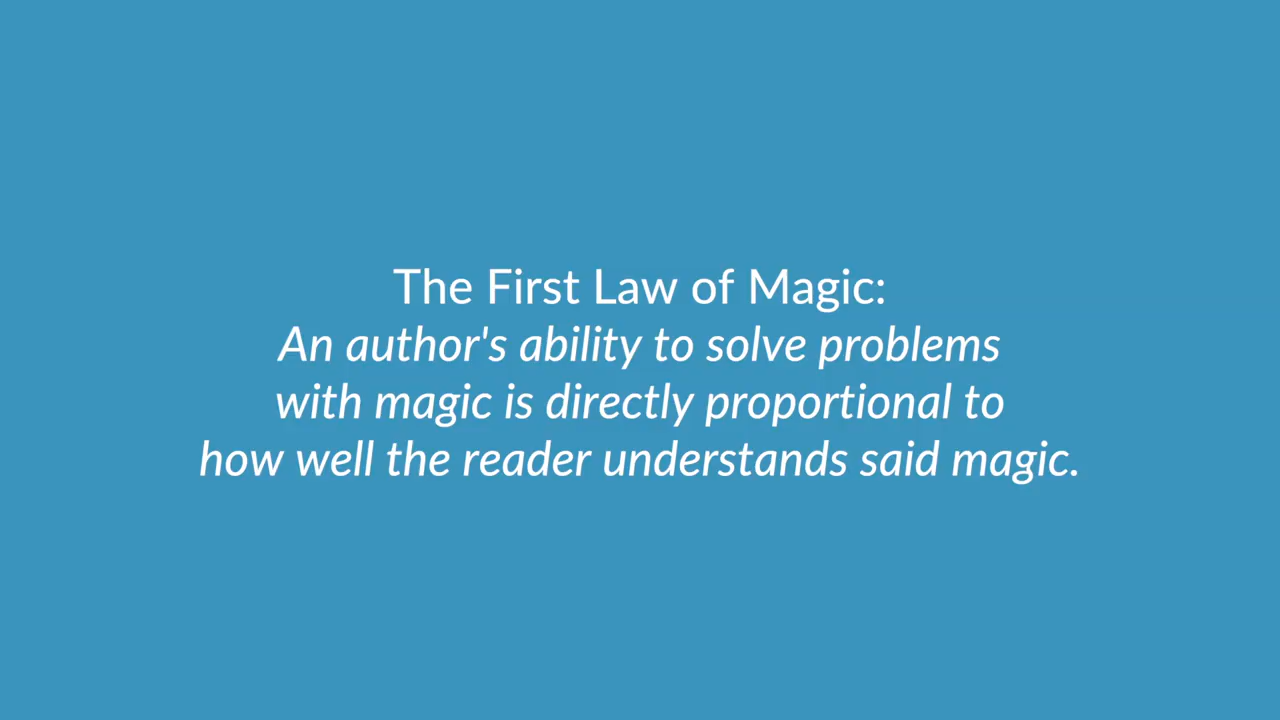 The First Law of Magic:
An author's ability to solve problems
with magic is directly proportional to
how well the reader understands said magic.